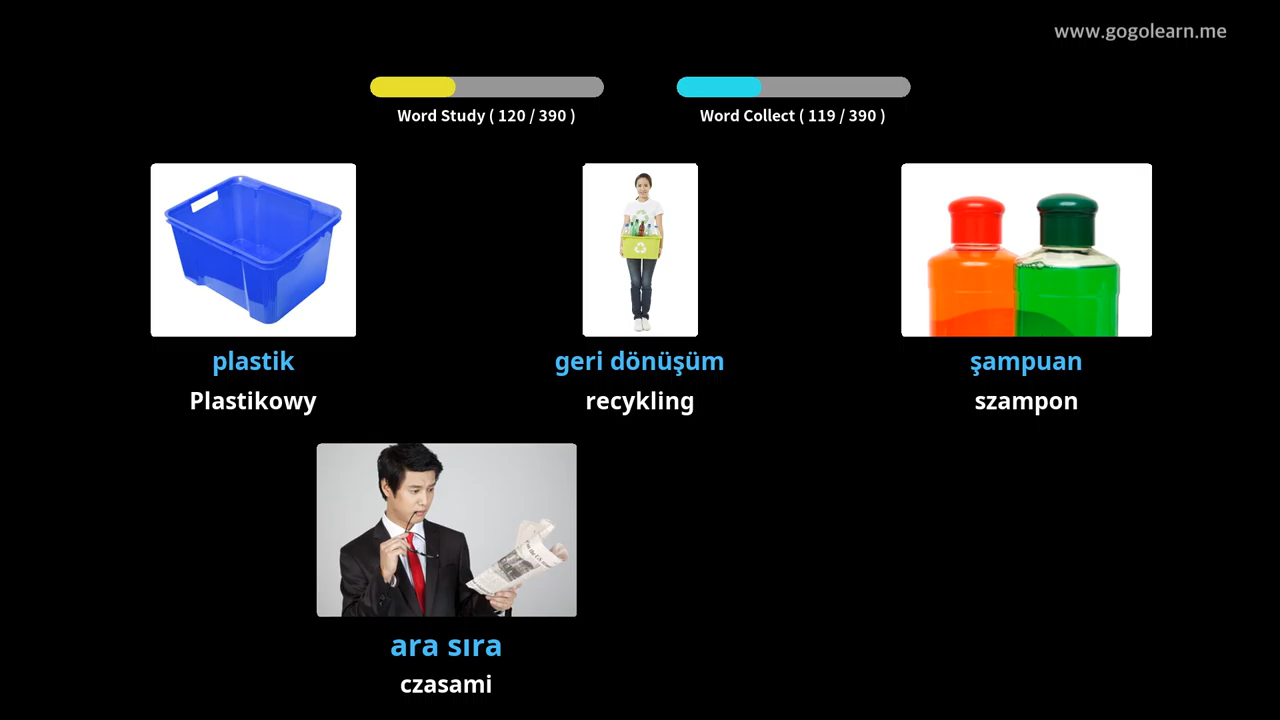 www.gogolearn.me
Word Study ( 120 / 390 )
Word Collect ( 119 / 390 )
plastik
Plastikowy
geri dönüşüm
recykling
şampuan
szampon
ara sıra
czasami